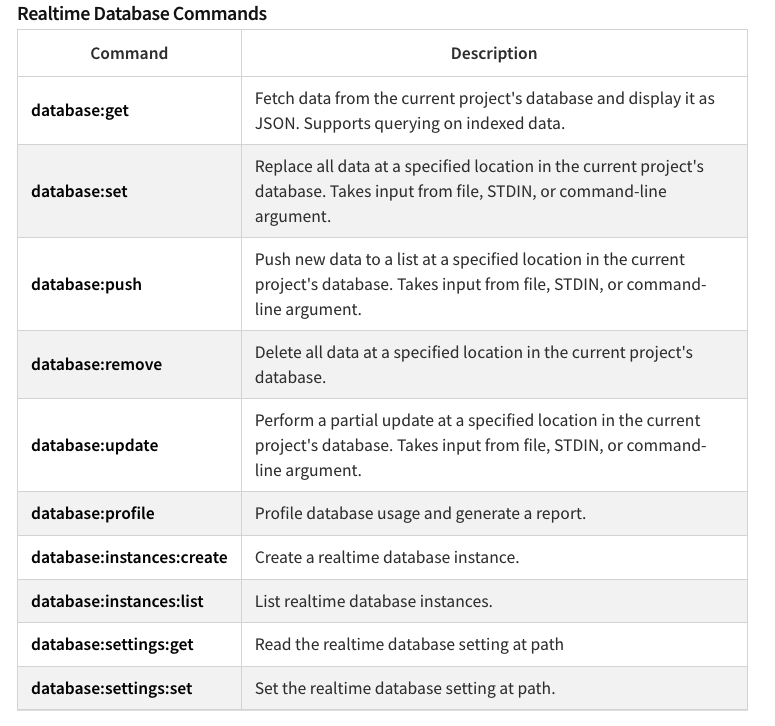 Realtime Database Commands
Command Description
database:get
Fetch data from the current project's database and display it as
JSON. Supports querying on indexed data.
database:set
Replace all data at a specified location in the current project's
database. Takes input from file, STDIN, or command-line
argument.
database:push
Push new data to a list at a specified location in the current
project's database. Takes input from file, STDIN, or command-
line argument.
database:remove
Delete all data at a specified location in the current project's
database.
database:update
Perform a partial update at a specified location in the current
project's database. Takes input from file, STDIN, or command-
line argument.
database:profile Profile database usage and generate a report.
database:instances:create Create a realtime database instance.
database:instances:list List realtime database instances.
database:settings:get Read the realtime database setting at path
database:settings:set Set the realtime database setting at path.